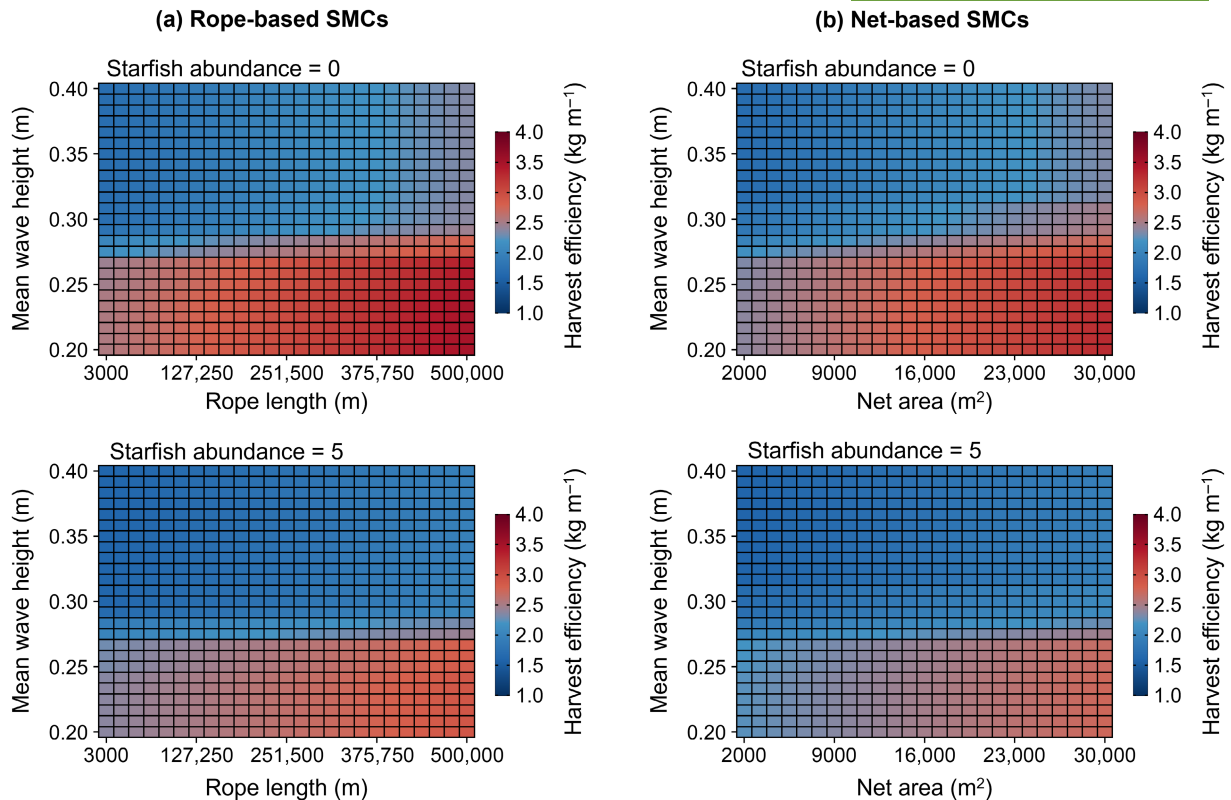 (a) Rope-based SMCs
(b) Net-based SMCs
Starfish abundance = 0
Mean wave height (m)
0.40
0.35
0.30
0.25
0.20
3000 127,250 251,500 375,750 500,000
Rope length (m)
4.0
3.5
3.0
2.5
2.0
1.5
1.0
Harvest efficiency (kg m⁻¹)
Starfish abundance = 0
Mean wave height (m)
0.40
0.35
0.30
0.25
0.20
2000 9000 16,000 23,000 30,000
Net area (m²)
4.0
3.5
3.0
2.5
2.0
1.5
1.0
Harvest efficiency (kg m⁻¹)
Starfish abundance = 5
Mean wave height (m)
0.40
0.35
0.30
0.25
0.20
3000 127,250 251,500 375,750 500,000
Rope length (m)
4.0
3.5
3.0
2.5
2.0
1.5
1.0
Harvest efficiency (kg m⁻¹)
Starfish abundance = 5
Mean wave height (m)
0.40
0.35
0.30
0.25
0.20
2000 9000 16,000 23,000 30,000
Net area (m²)
4.0
3.5
3.0
2.5
2.0
1.5
1.0
Harvest efficiency (kg m⁻¹)